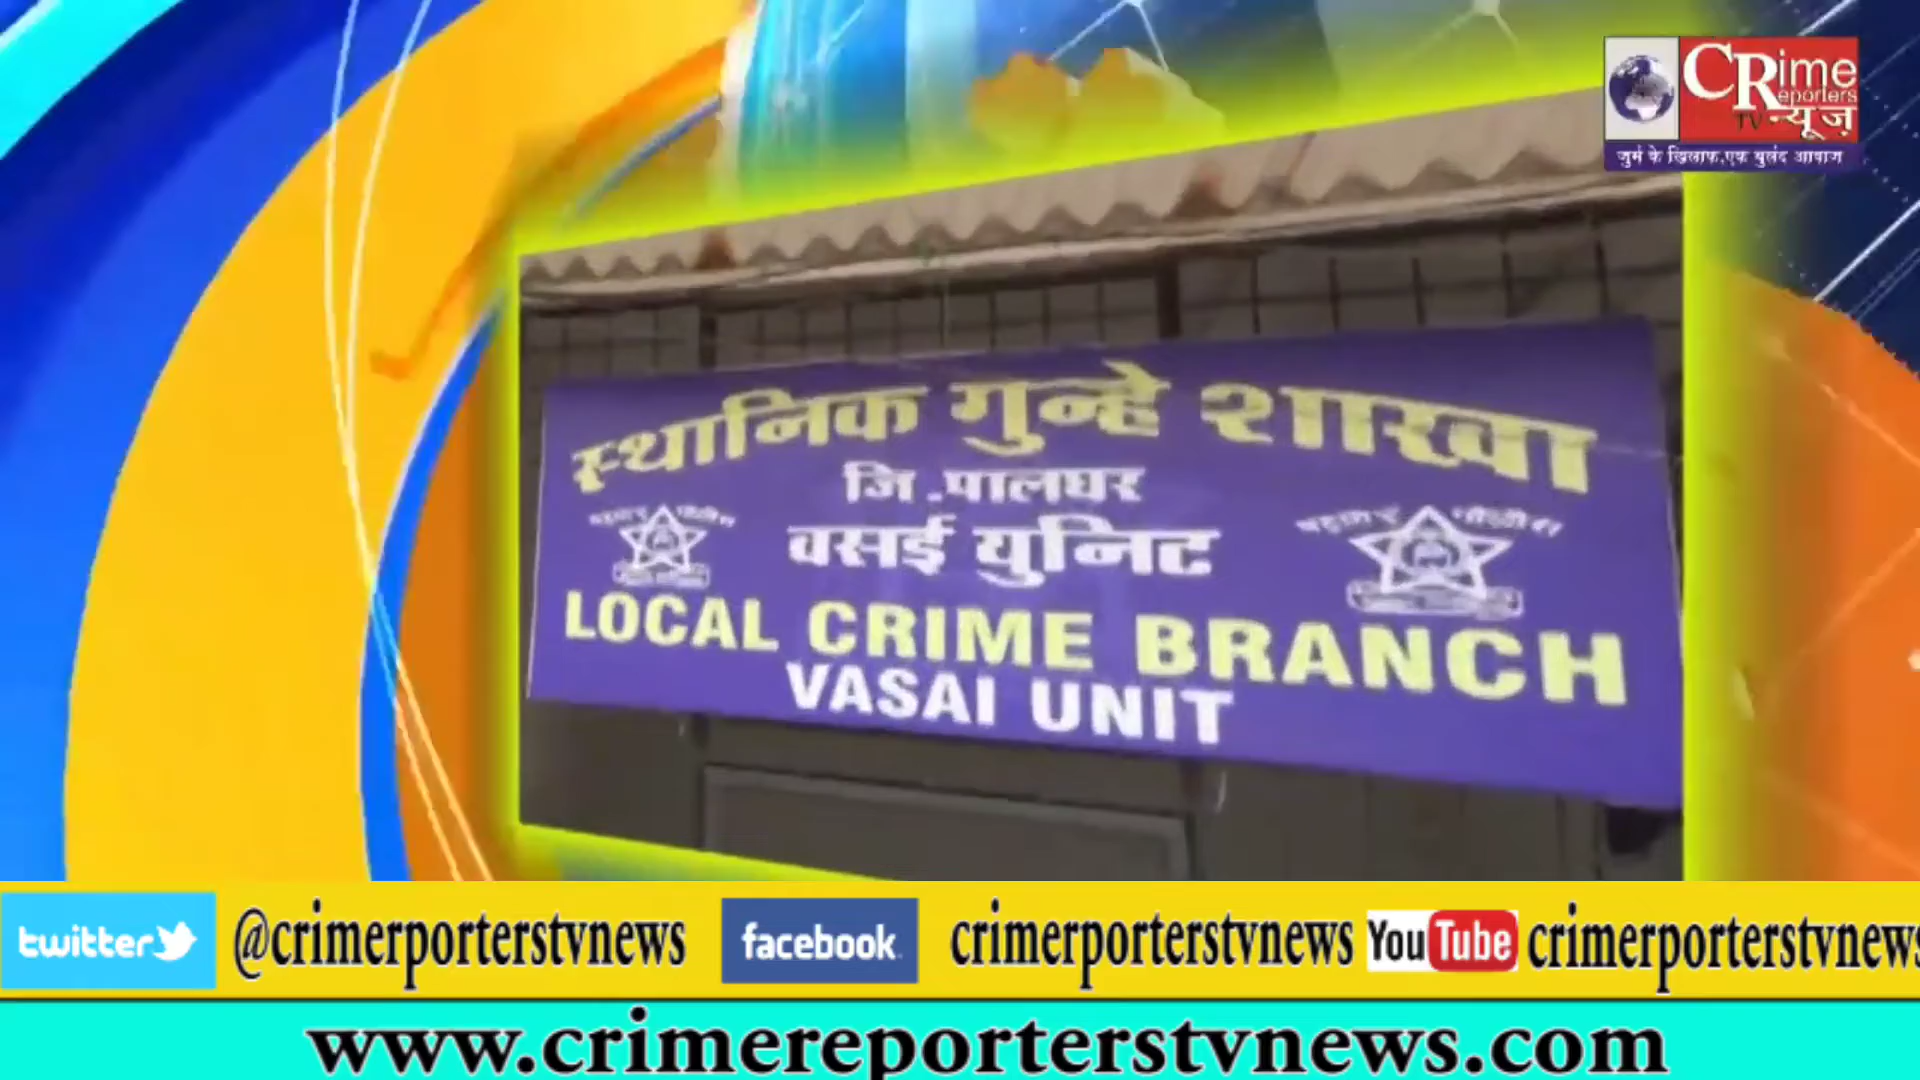 CRime
Reporters
TV न्यूज़
जुर्म के खिलाफ,एक बुलंद आवाज
स्थानिक गुन्हे शाखा
जि.पालघर
वसई युनिट
LOCAL CRIME BRANCH
VASAI UNIT
twitter @crimerporterstvnews facebook crimerporterstvnews YouTube crimerporterstvnews
www.crimereporterstvnews.com